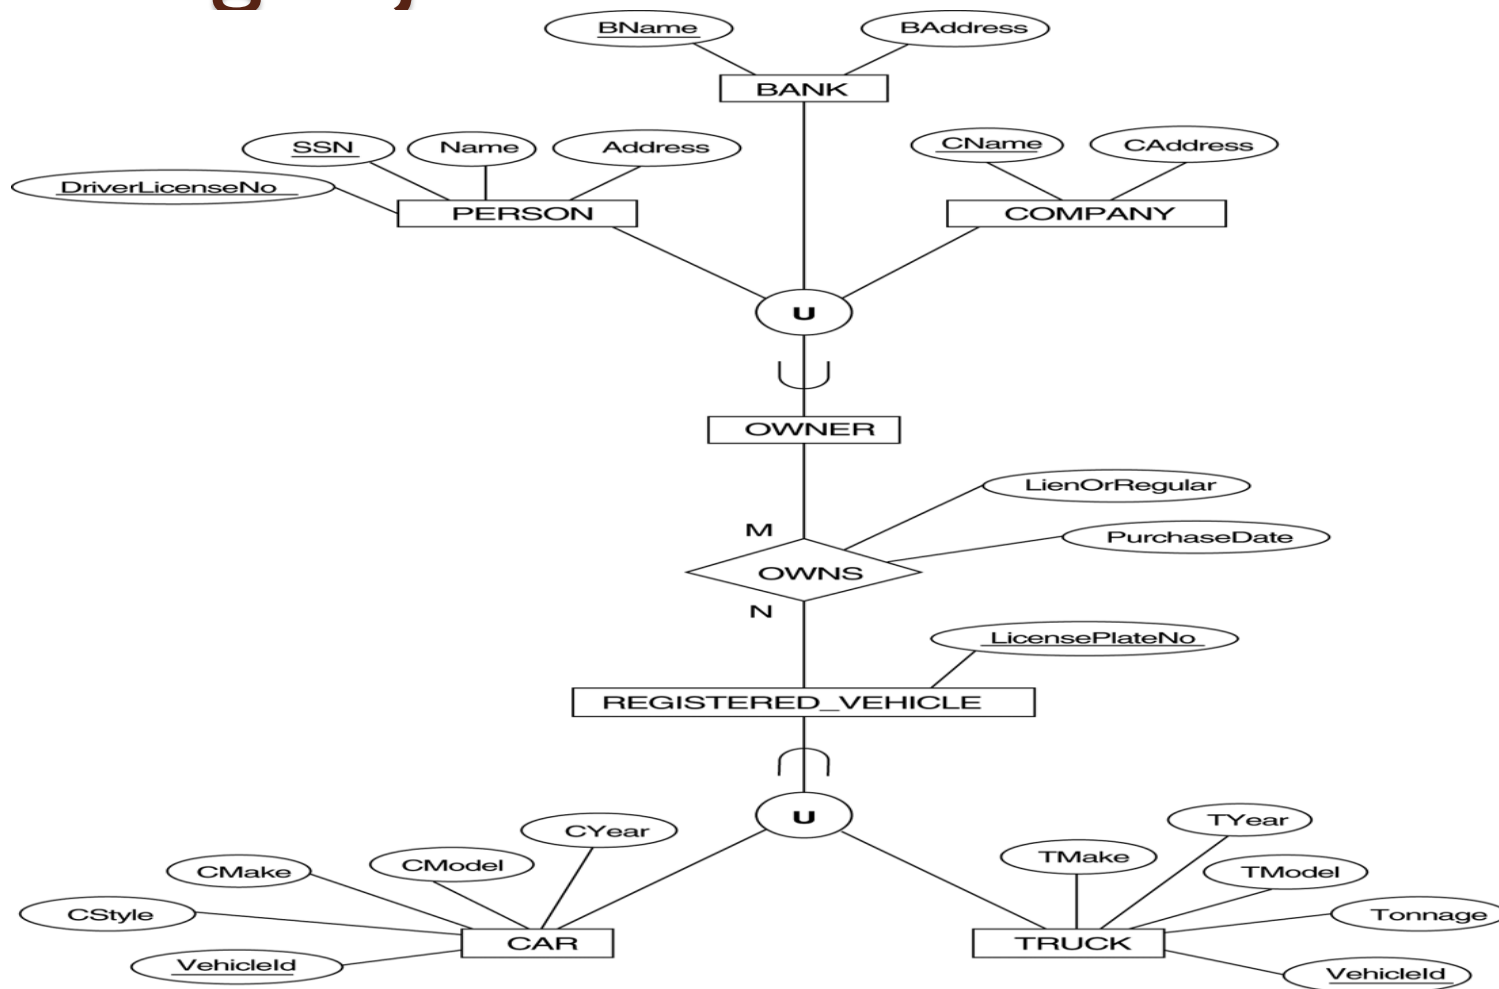 BName
BAddress
BANK
SSN
Name
Address
CName
CAddress
DriverLicenseNo
PERSON
COMPANY
U
OWNER
LienOrRegular
M
PurchaseDate
OWNS
N
LicensePlateNo
REGISTERED_VEHICLE
U
CYear
TYear
CMake
CModel
TMake
TModel
CStyle
Tonnage
CAR
TRUCK
VehicleId
VehicleId